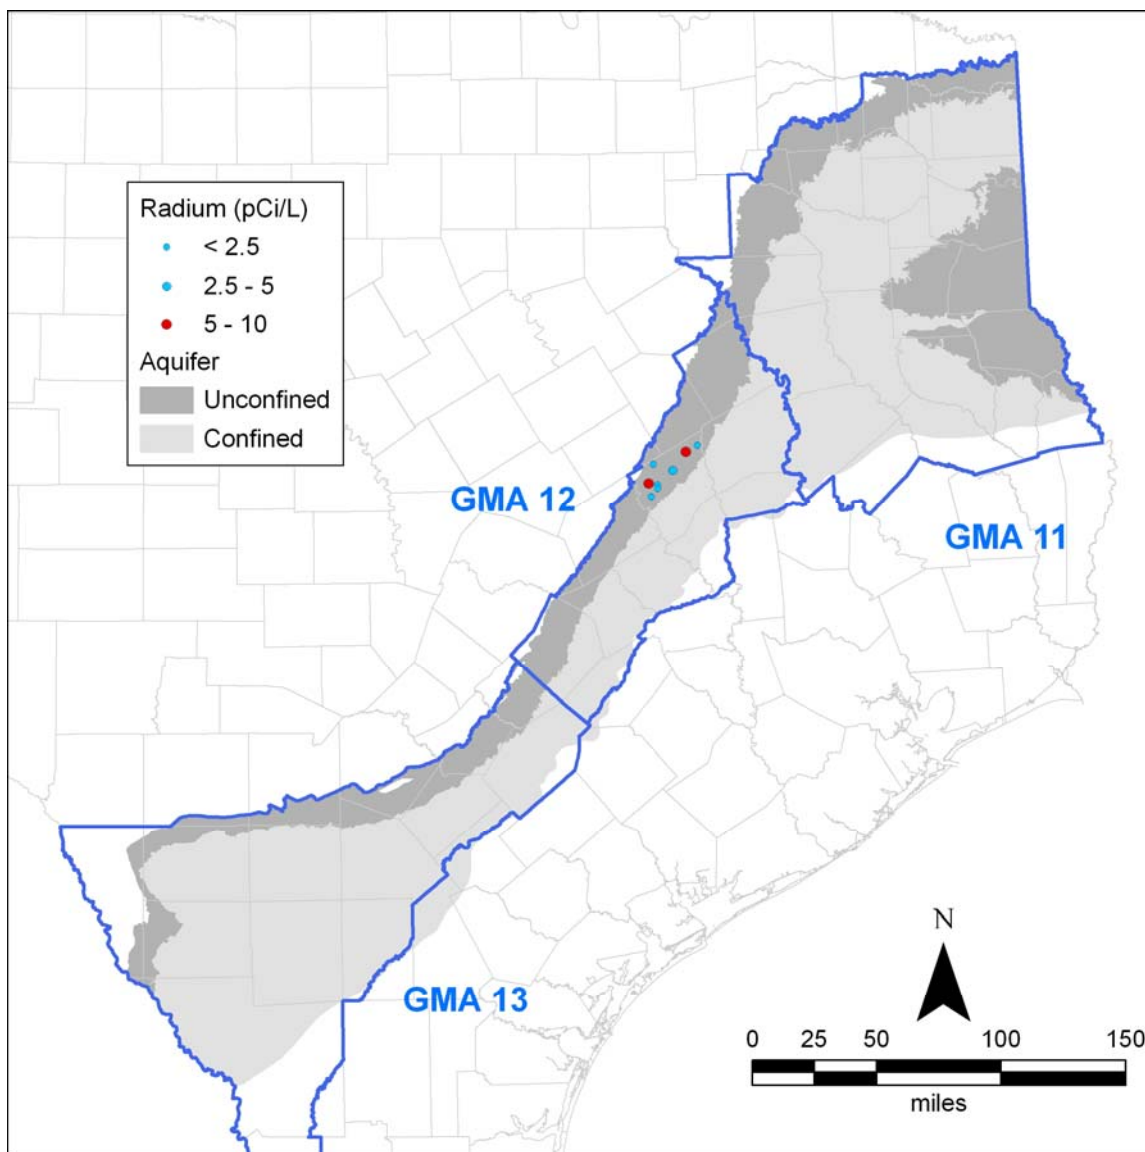 Radium (pCi/L)
< 2.5
2.5 - 5
5 - 10
Aquifer
Unconfined
Confined
GMA 12
GMA 11
GMA 13
N
0 25 50 100 150
miles